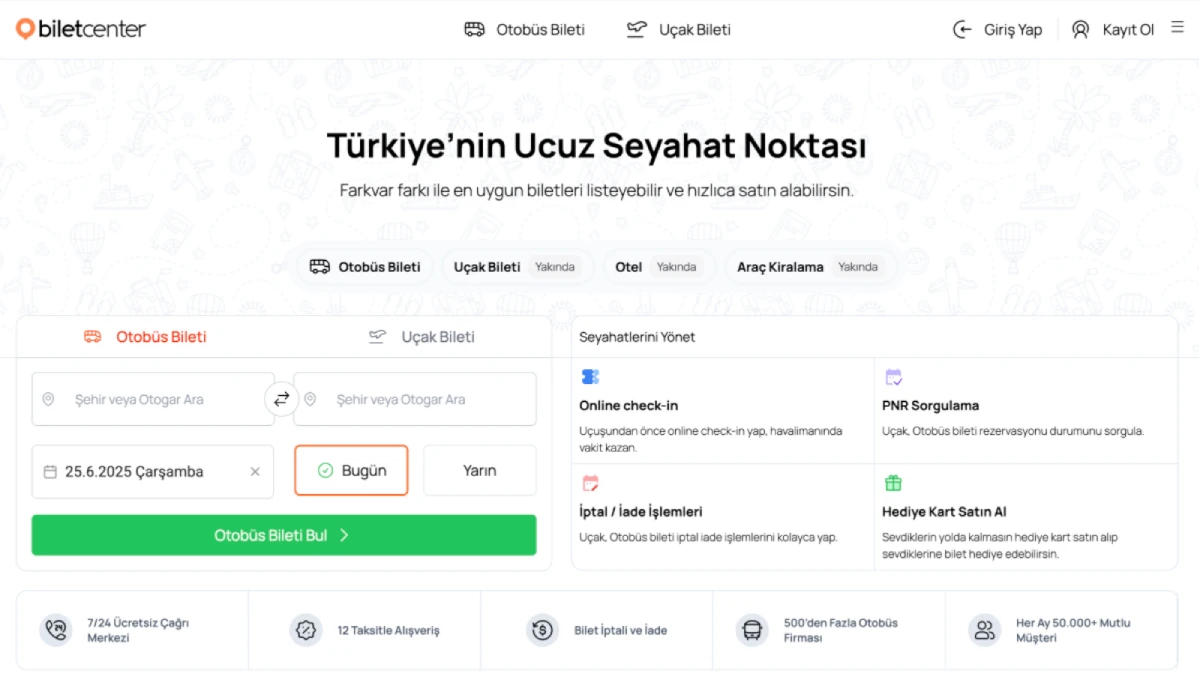 biletcenter
Otobüs Bileti
Uçak Bileti
Giriş Yap
Kayıt Ol
Türkiye'nin Ucuz Seyahat Noktası
Farkvar farkı ile en uygun biletleri listeyebilir ve hızlıca satın alabilirsin.
Otobüs Bileti
Uçak Bileti Yakında
Otel Yakında
Araç Kiralama Yakında
Otobüs Bileti
Uçak Bileti
Şehir veya Otogar Ara
Şehir veya Otogar Ara
25.6.2025 Çarşamba
Bugün
Yarın
Otobüs Bileti Bul
Seyahatlerini Yönet
Online check-in
Uçuşundan önce online check-in yap, havalimanında
vakit kazan.
PNR Sorgulama
Uçak, Otobüs bileti rezervasyonu durumunu sorgula.
İptal / İade İşlemleri
Uçak, Otobüs bileti iptal iade işlemlerini kolayca yap.
Hediye Kart Satın Al
Sevdiklerin yolda kalmasın hediye kart satın alıp
sevdiklerine bilet hediye edebilirsin.
7/24 Ücretsiz Çağrı
Merkezi
12 Taksitle Alışveriş
Bilet İptali ve İade
500'den Fazla Otobüs
Firması
Her Ay 50.000+ Mutlu
Müşteri